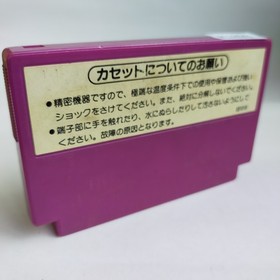 カセットについてのお願い
●精密機器ですので、極端な温度条件下での使用や保管および強い
ショックをさけてください。また、絶対に分解しないでください。
●端子部に手を触れたり、水にぬらしたりして汚さないようにして
ください。故障の原因となります。